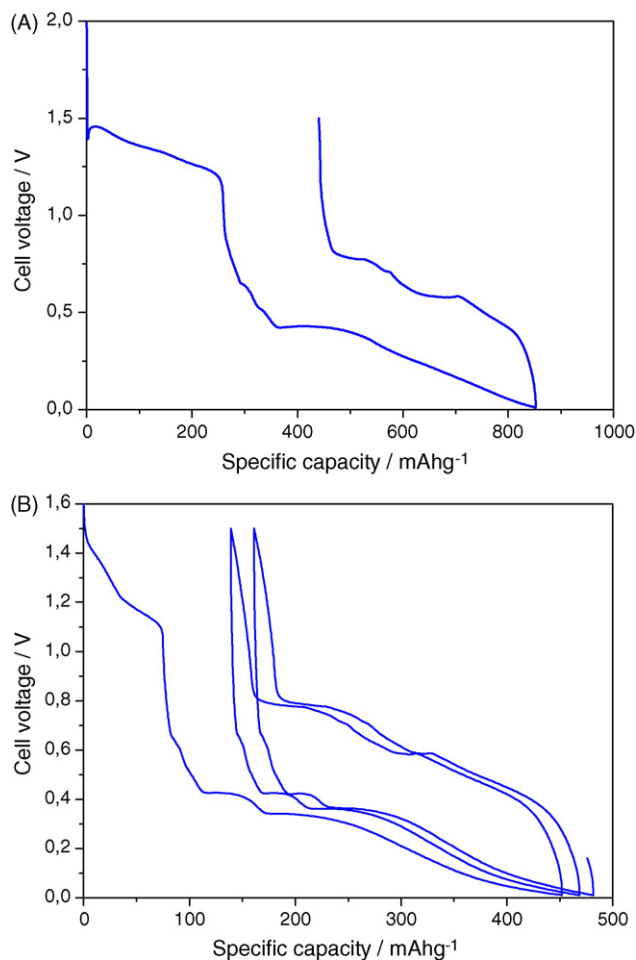 (A)
2,0
1,5
1,0
0,5
0,0
Cell voltage / V
0 200 400 600 800 1000
Specific capacity / mAhg-1
(B)
1,6
1,4
1,2
1,0
0,8
0,6
0,4
0,2
0,0
Cell voltage / V
0 100 200 300 400 500
Specific capacity / mAhg-1